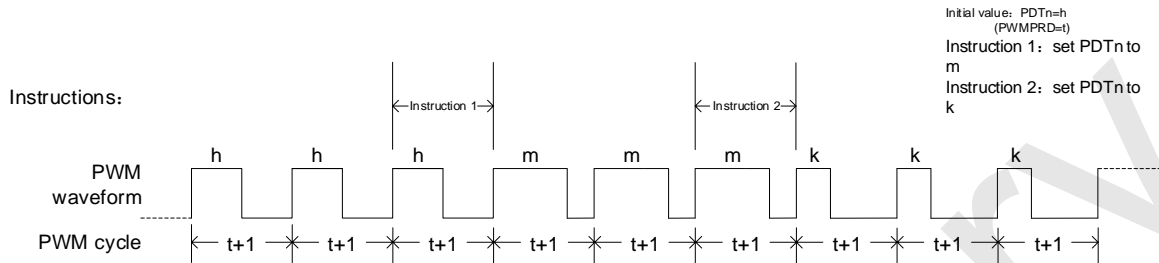 Initial value：PDTn=h
(PWMPRD=t)
Instruction 1：set PDTn to
m
Instruction 2：set PDTn to
k
Instructions：
Instruction 1
Instruction 2
h h h m m m k k k
PWM
waveform
PWM cycle
t+1 t+1 t+1 t+1 t+1 t+1 t+1 t+1 t+1